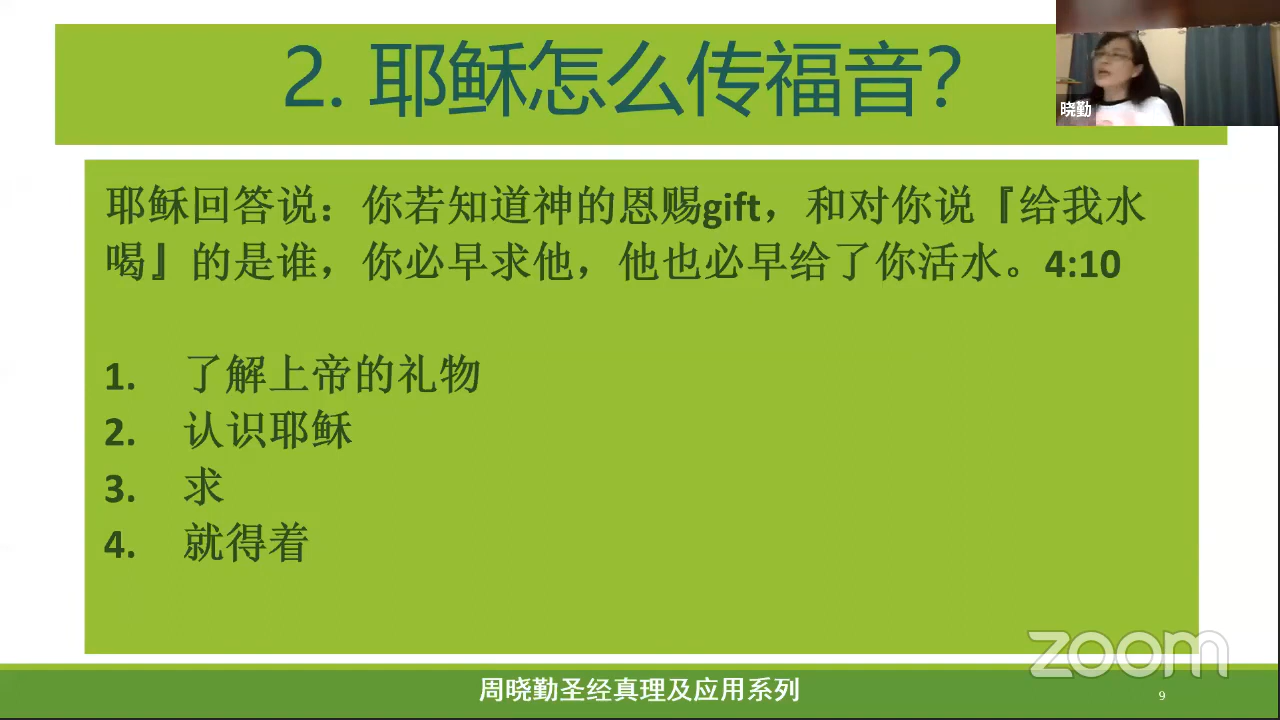 2. 耶稣怎么传福音？
晓勤
耶稣回答说：你若知道神的恩赐gift，和对你说『给我水
喝』的是谁，你必早求他，他也必早给了你活水。4:10
1. 了解上帝的礼物
2. 认识耶稣
3. 求
4. 就得着
zoom
周晓勤圣经真理及应用系列
9